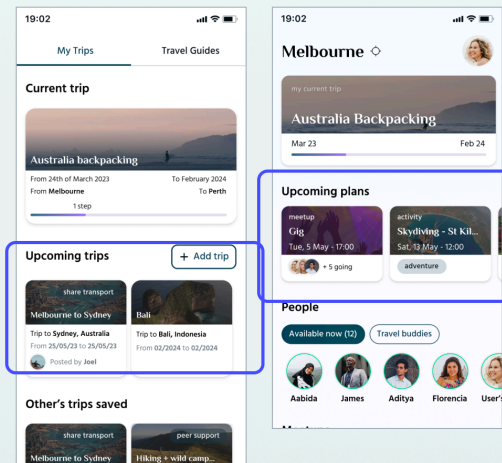 19:02
My Trips
Travel Guides
Current trip
Australia backpacking
From 24th of March 2023
To February 2024
From Melbourne
To Perth
1 step
Upcoming trips
+ Add trip
share transport
Melbourne to Sydney
Bali
Trip to Sydney, Australia
Trip to Bali, Indonesia
From 25/05/23 to 25/05/23
From 02/2024 to 02/2024
Posted by Joel
Other's trips saved
share transport
peer support
Melbourne to Sydney
Hiking + wild camp...
19:02
Melbourne
my current trip
Australia Backpacking
Mar 23
Feb 24
Upcoming plans
meetup
activity
Gig
Skydiving - St Kil...
Tue, 5 May - 17:00
Sat, 13 May - 12:00
+ 5 going
adventure
People
Available now (12)
Travel buddies
Aabida
James
Aditya
Florencia
User's